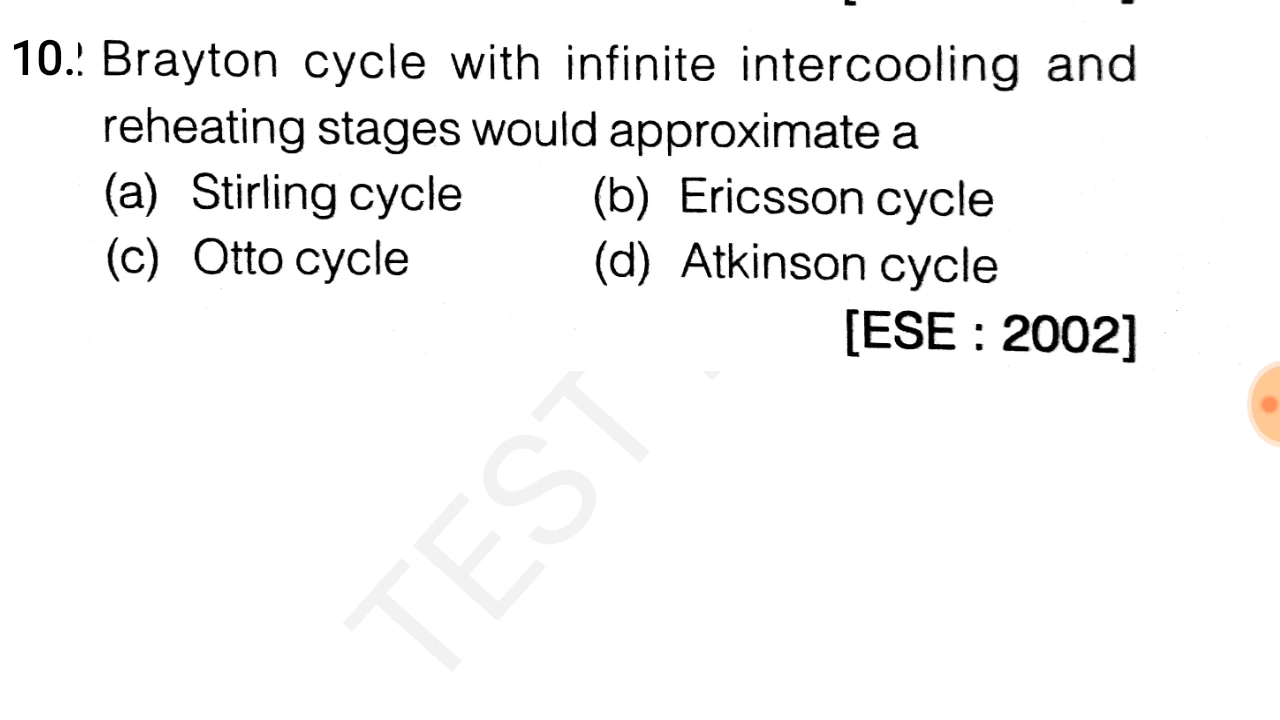 10. Brayton cycle with infinite intercooling and
reheating stages would approximate a
(a) Stirling cycle (b) Ericsson cycle
(c) Otto cycle (d) Atkinson cycle
[ESE : 2002]
TEST